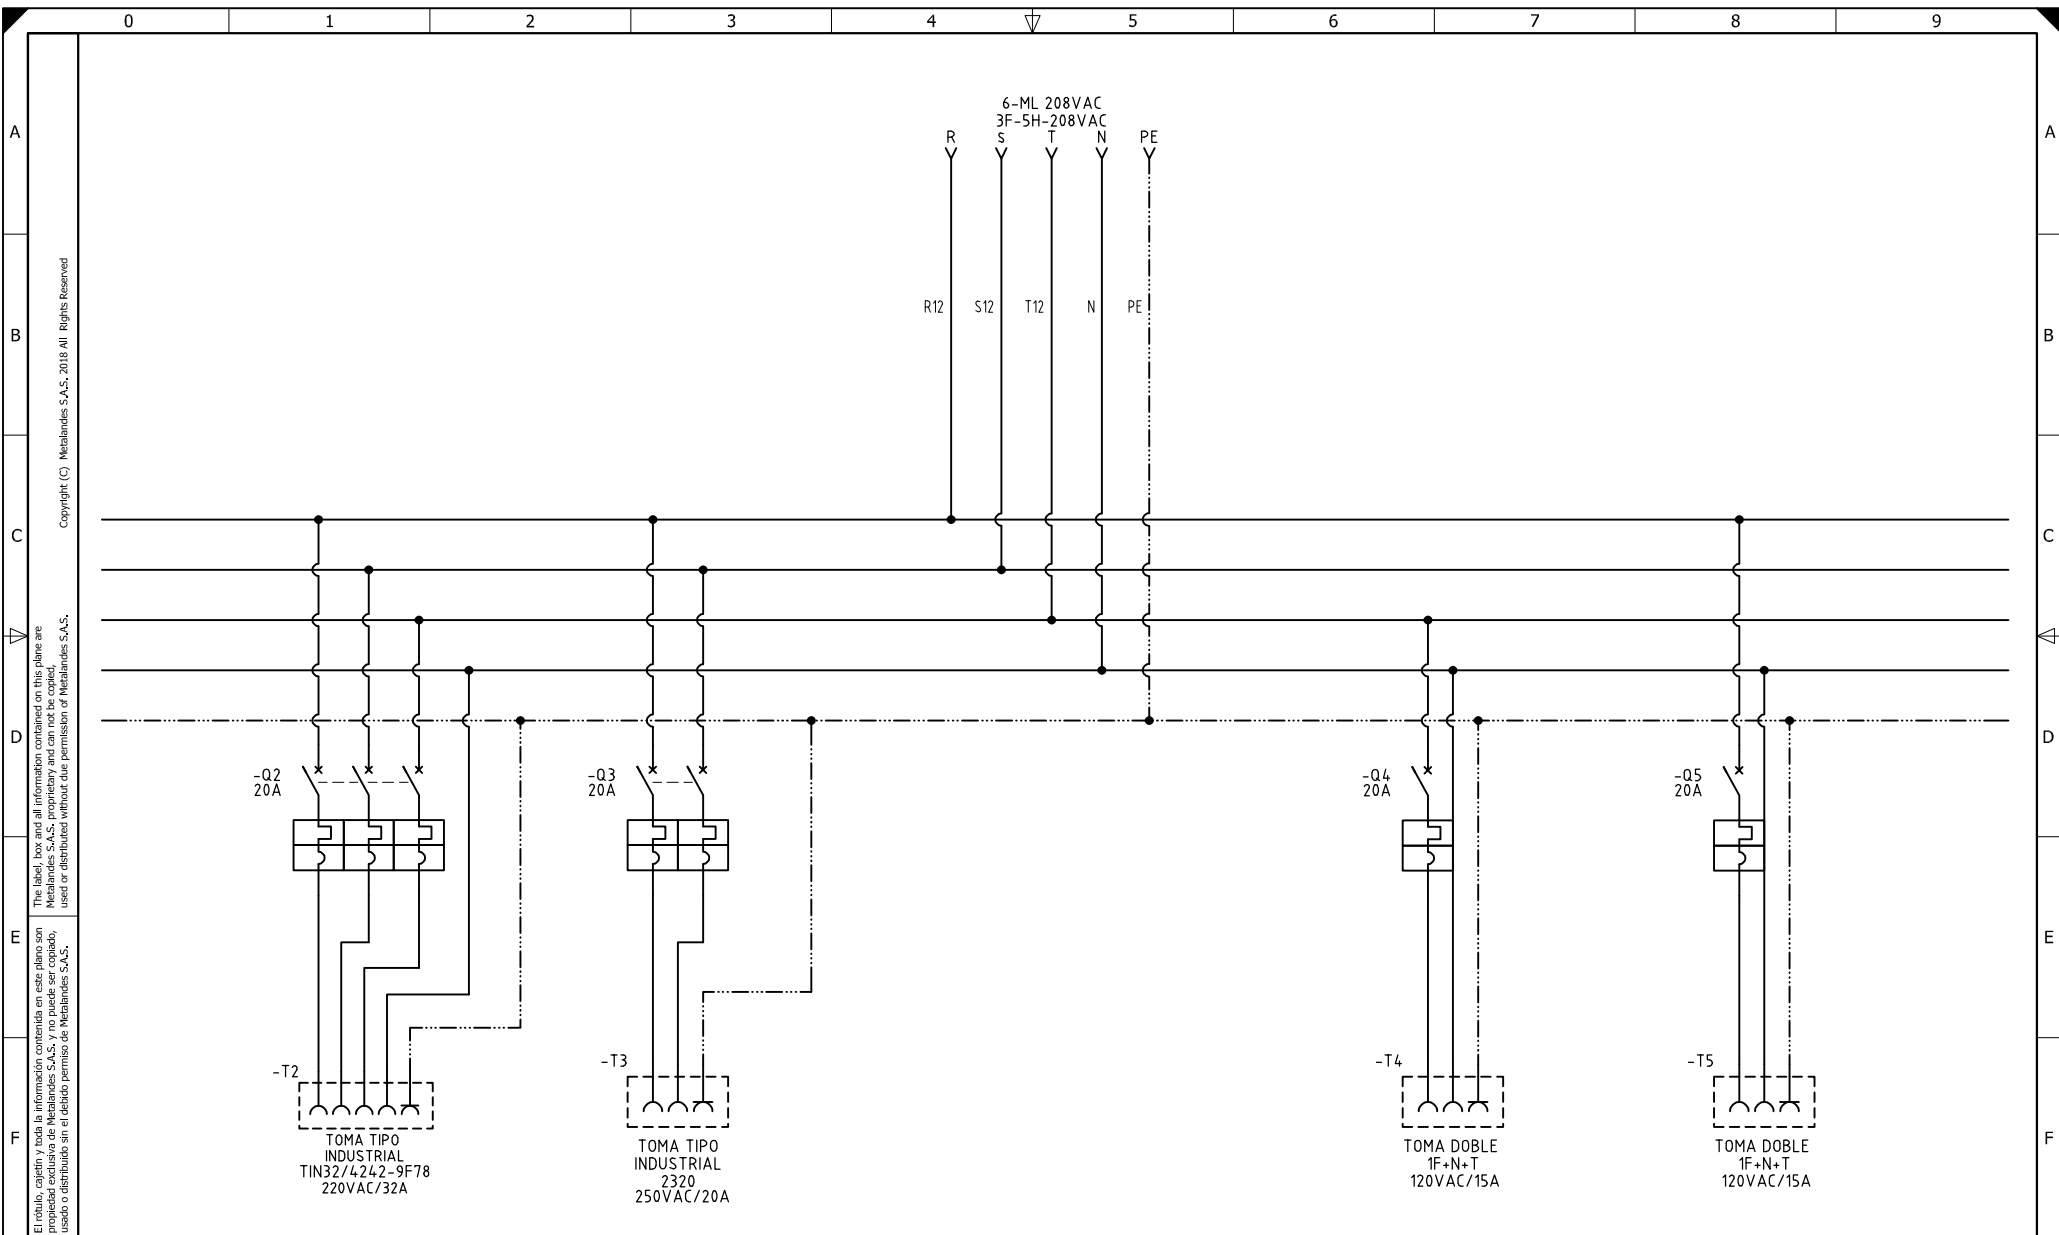 0 1 2 3 4 5 6 7 8 9
6-ML 208VAC
3F-5H-208VAC
R S T N PE
A A
R12 S12 T12 N PE
B B
C C
D D
-Q2
20A
-Q3
20A
-Q4
20A
-Q5
20A
E E
-T2
-T3
-T4
-T5
F F
TOMA TIPO
INDUSTRIAL
TIN32/4242-9F78
220VAC/32A
TOMA TIPO
INDUSTRIAL
2320
250VAC/20A
TOMA DOBLE
1F+N+T
120VAC/15A
TOMA DOBLE
1F+N+T
120VAC/15A
Copyright (C) Metalandes S.A.S. 2018 All Rights Reserved
The label, box and all information contained on this plane are
Metalandes S.A.S. proprietary and can not be copied,
used or distributed without due permission of Metalandes S.A.S.
El rótulo, cajetín y toda la información contenida en este plano son
propiedad exclusiva de Metalandes S.A.S. y no puede ser copiado,
usado o distribuido sin el debido permiso de Metalandes S.A.S.